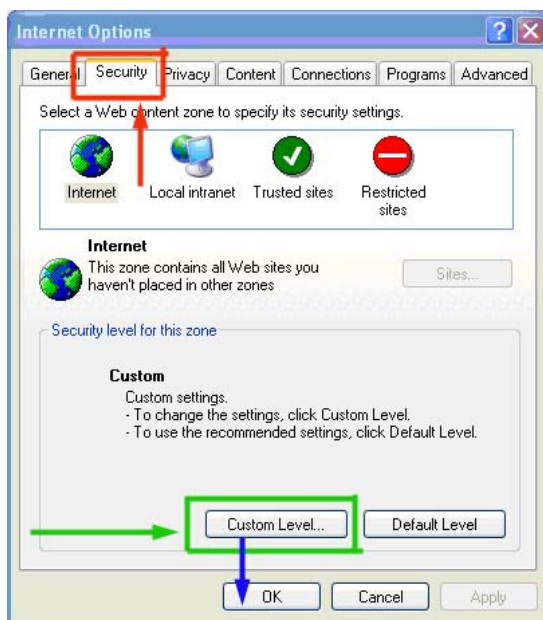 Internet Options
General Security Privacy Content Connections Programs Advanced
Select a Web content zone to specify its security settings.
Internet Local intranet Trusted sites Restricted sites
Internet
This zone contains all Web sites you
haven't placed in other zones
Sites...
Security level for this zone
Custom
Custom settings.
- To change the settings, click Custom Level.
- To use the recommended settings, click Default Level.
Custom Level... Default Level
OK Cancel Apply